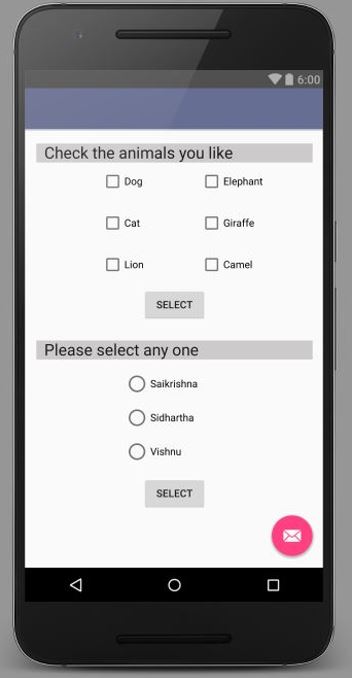 6:00
Check the animals you like
Dog Elephant
Cat Giraffe
Lion Camel
SELECT
Please select any one
Saikrishna
Sidhartha
Vishnu
SELECT